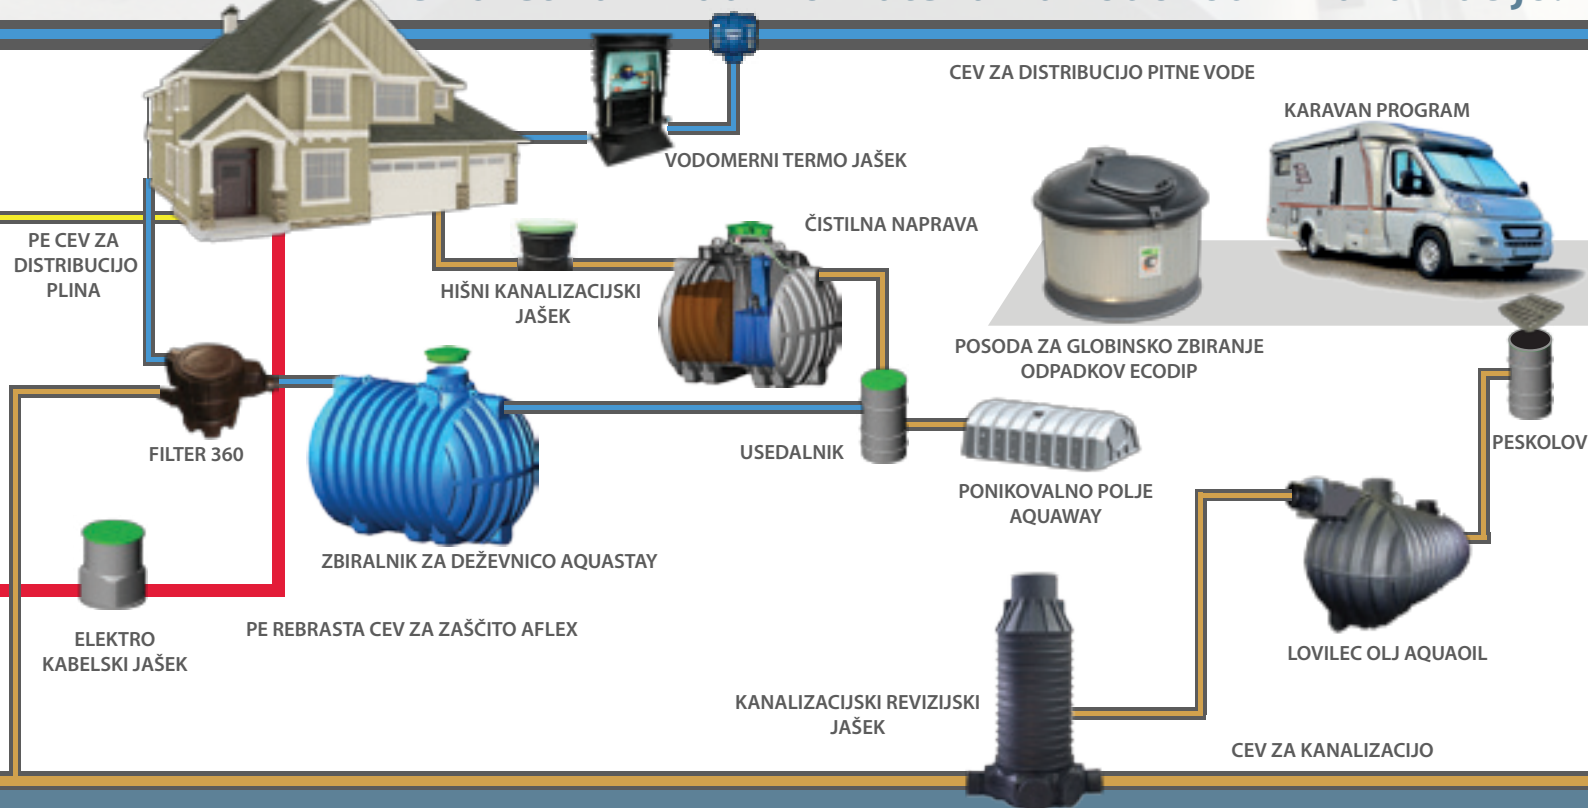 CEV ZA DISTRIBUCIJO PITNE VODE
KARAVAN PROGRAM
VODOMERNI TERMO JAŠEK
ČISTILNA NAPRAVA
PE CEV ZA
DISTRIBUCIJO
PLINA
HIŠNI KANALIZACIJSKI
JAŠEK
POSODA ZA GLOBINSKO ZBIRANJE
ODPADKOV ECODIP
FILTER 360
USEDALNIK
PESKOLOV
PONIKOVALNO POLJE
AQUAWAY
ZBIRALNIK ZA DEŽEVNICO AQUASTAY
ELEKTRO
KABELSKI JAŠEK
PE REBRASTA CEV ZA ZAŠČITO AFLEX
LOVILEC OLJ AQUAOIL
KANALIZACIJSKI REVIZIJSKI
JAŠEK
CEV ZA KANALIZACIJO